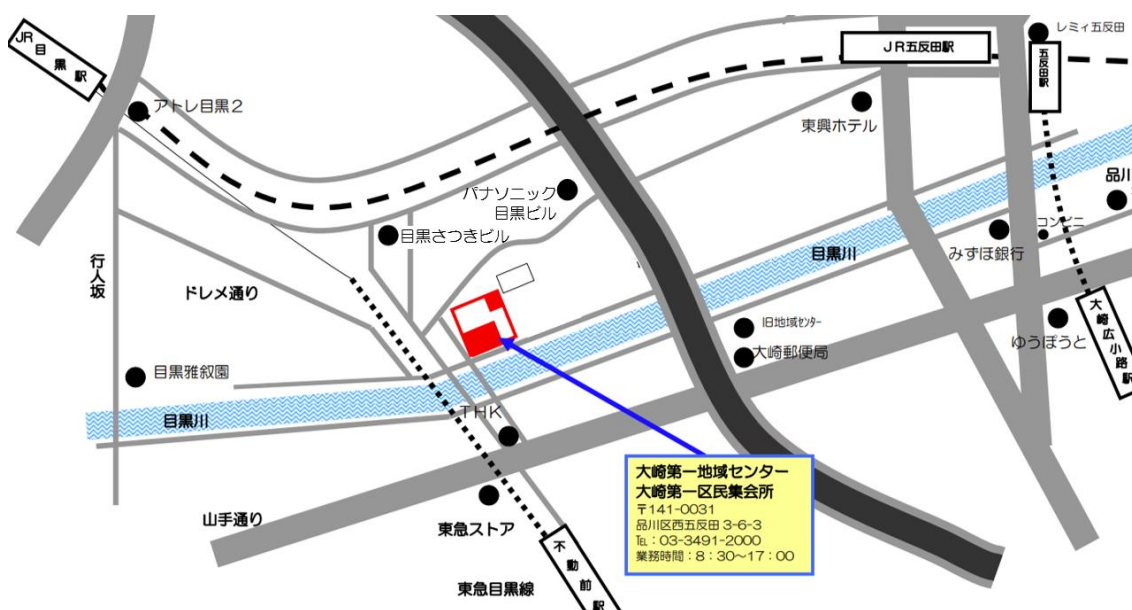 JR目黒駅
アトレ目黒２
JR五反田駅
レミィ五反田
五反田駅
東興ホテル
パナソニック
目黒ビル
目黒さつきビル
品川
コンビニ
みずほ銀行
目黒川
行人坂
ドレメ通り
旧地域センター
大崎郵便局
ゆうぽうと
大崎広小路駅
目黒雅叙園
目黒川
THK
山手通り
東急ストア
東急目黒線
不動前駅
大崎第一地域センター
大崎第一区民集会所
〒141-0031
品川区西五反田 3-6-3
℡：03-3491-2000
業務時間：8：30～17：00